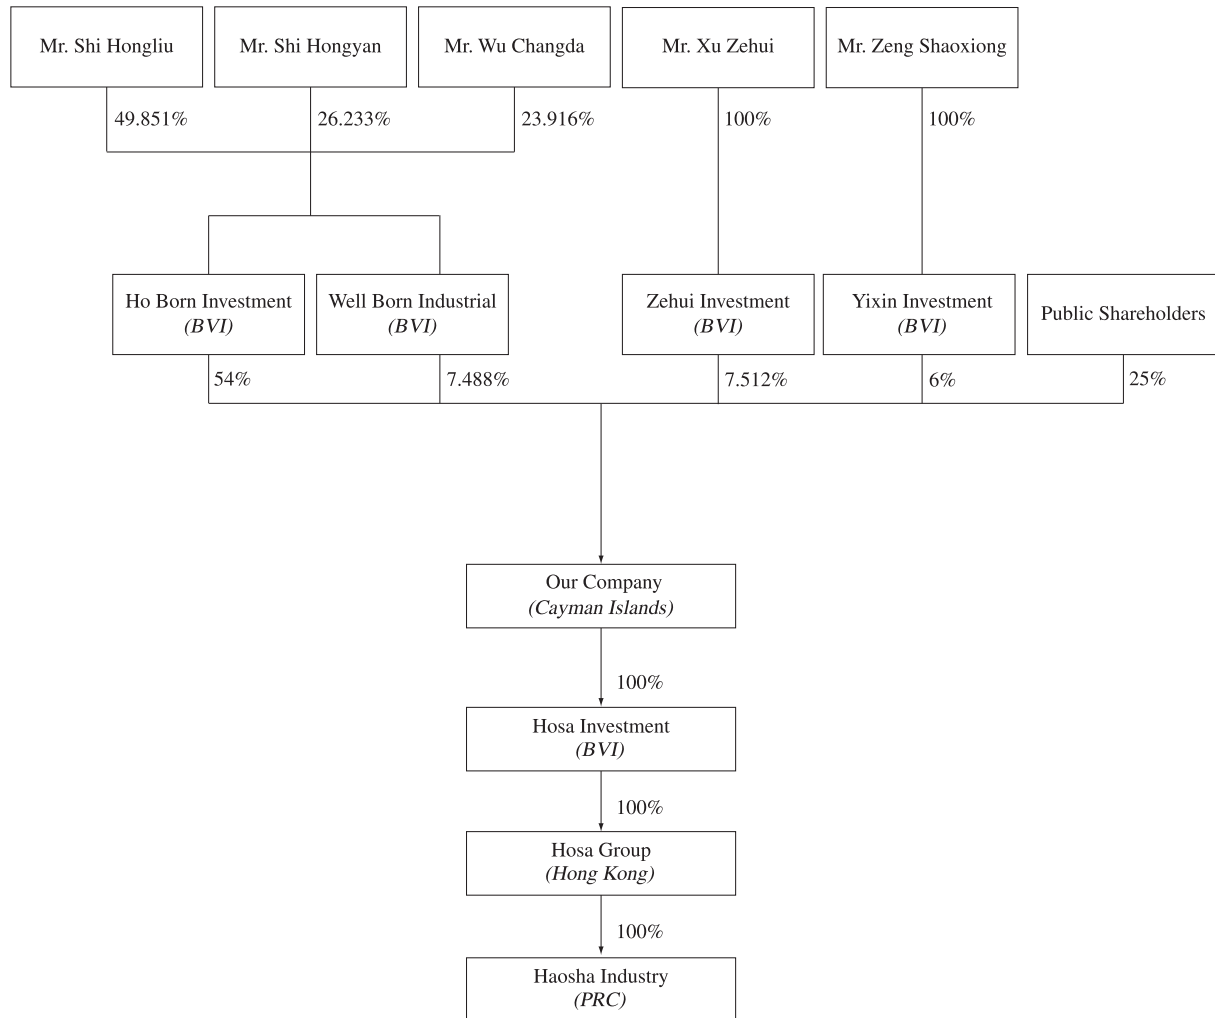 Mr. Shi Hongliu
Mr. Shi Hongyan
Mr. Wu Changda
Mr. Xu Zehui
Mr. Zeng Shaoxiong
49.851%
26.233%
23.916%
100%
100%
Ho Born Investment
(BVI)
Well Born Industrial
(BVI)
Zehui Investment
(BVI)
Yixin Investment
(BVI)
Public Shareholders
54%
7.488%
7.512%
6%
25%
Our Company
(Cayman Islands)
100%
Hosa Investment
(BVI)
100%
Hosa Group
(Hong Kong)
100%
Haosha Industry
(PRC)